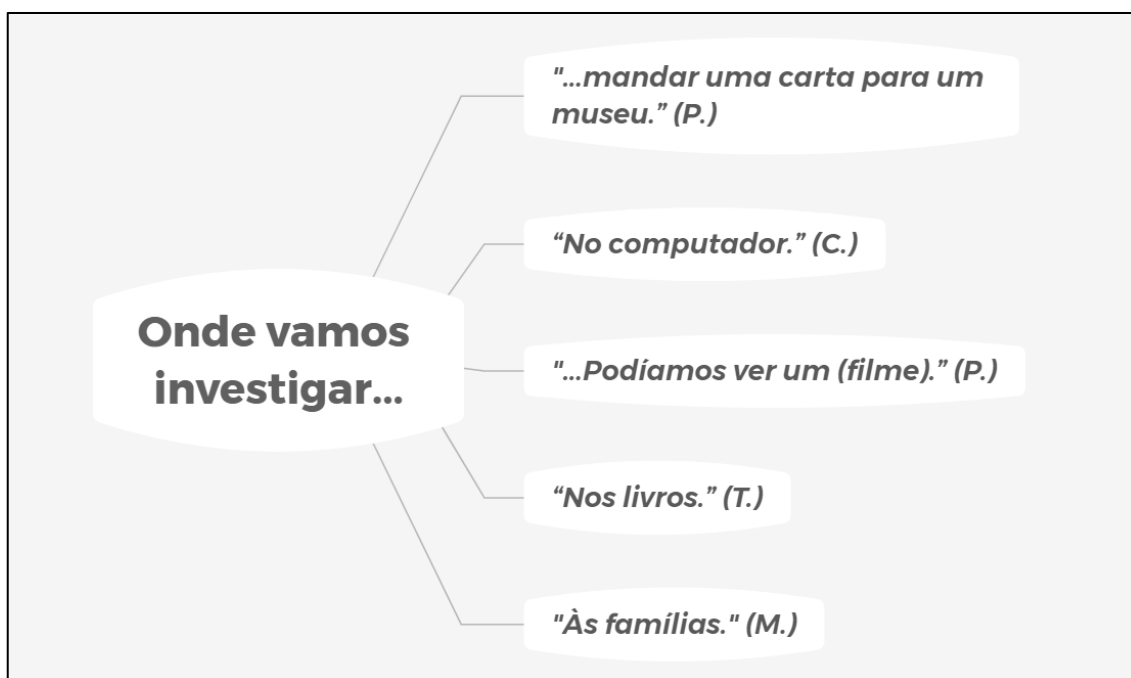 "...mandar uma carta para um
museu.” (P.)
“No computador.” (C.)
Onde vamos
investigar...
"...Podíamos ver um (filme).” (P.)
“Nos livros.” (T.)
"Às famílias." (M.)